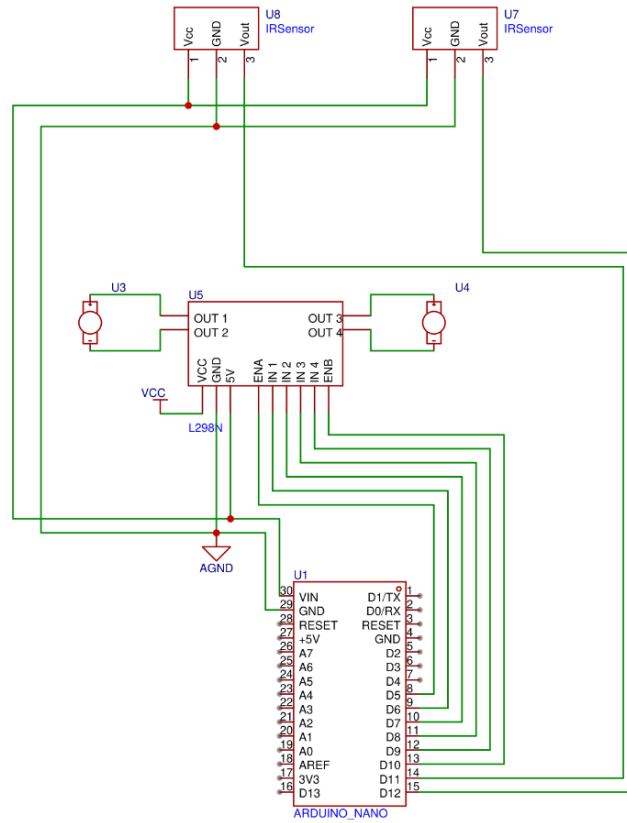 U8
IRSensor
Vcc
GND
Vout
1
2
3
U7
IRSensor
Vcc
GND
Vout
1
2
3
U3
U5
U4
OUT 1
OUT 2
OUT 3
OUT 4
VCC
GND
5V
ENA
IN 1
IN 2
IN 3
IN 4
ENB
VCC
L298N
AGND
U1
30 VIN D1/TX 1
29 GND D0/RX 2
28 RESET RESET 3
27 +5V GND 4
26 A7 D2 5
25 A6 D3 6
24 A5 D4 7
23 A4 D5 8
22 A3 D6 9
21 A2 D7 10
20 A1 D8 11
19 A0 D9 12
18 AREF D10 13
17 3V3 D11 14
16 D13 D12 15
ARDUINO_NANO